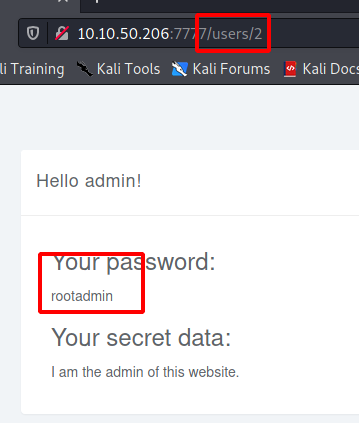 10.10.50.206:7777/users/2
li Training Kali Tools Kali Forums Kali Docs
Hello admin!
Your password:
rootadmin
Your secret data:
I am the admin of this website.